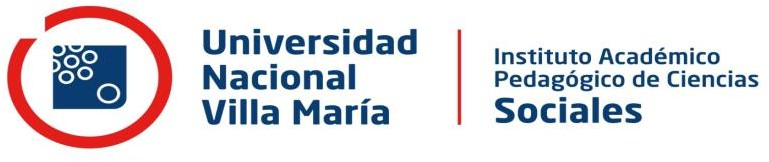 Universidad
Nacional
Villa María
Instituto Académico
Pedagógico de Ciencias
Sociales